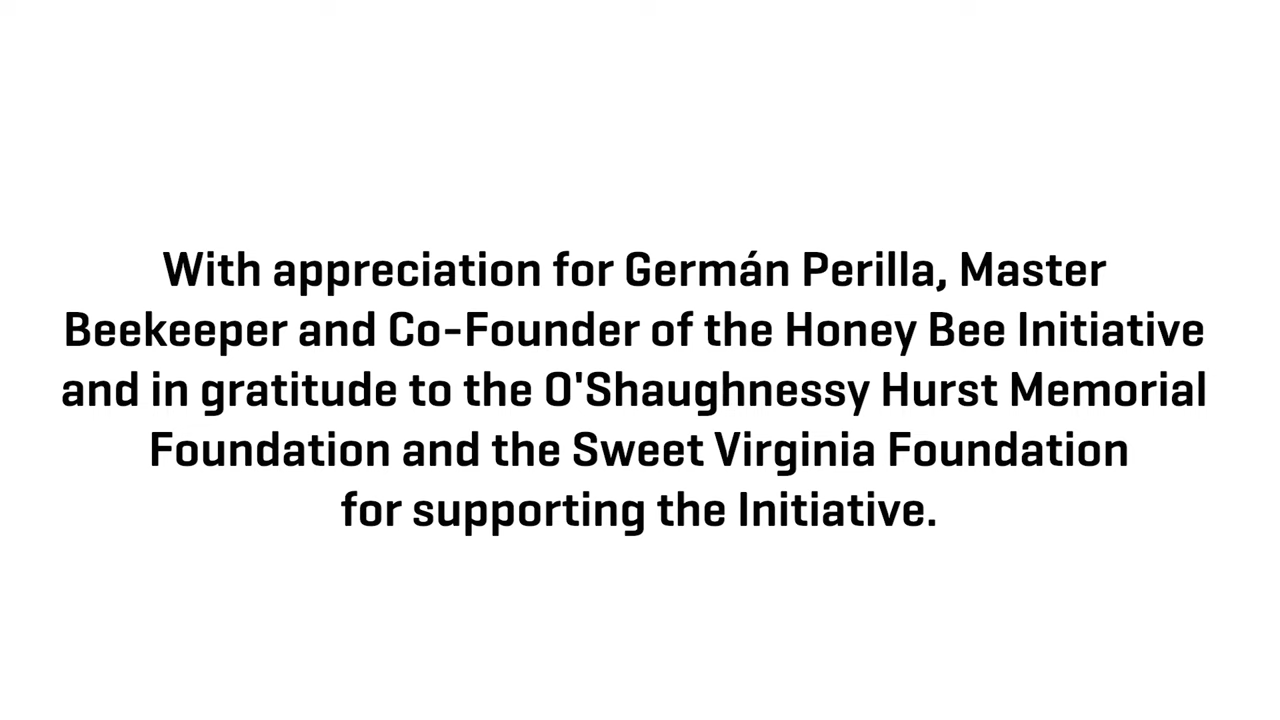 With appreciation for Germán Perilla, Master
Beekeeper and Co-Founder of the Honey Bee Initiative
and in gratitude to the O'Shaughnessy Hurst Memorial
Foundation and the Sweet Virginia Foundation
for supporting the Initiative.